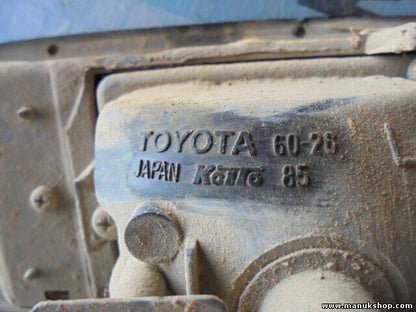 TOYOTA 60-26
JAPAN Koito 85
L
www.manukshop.com